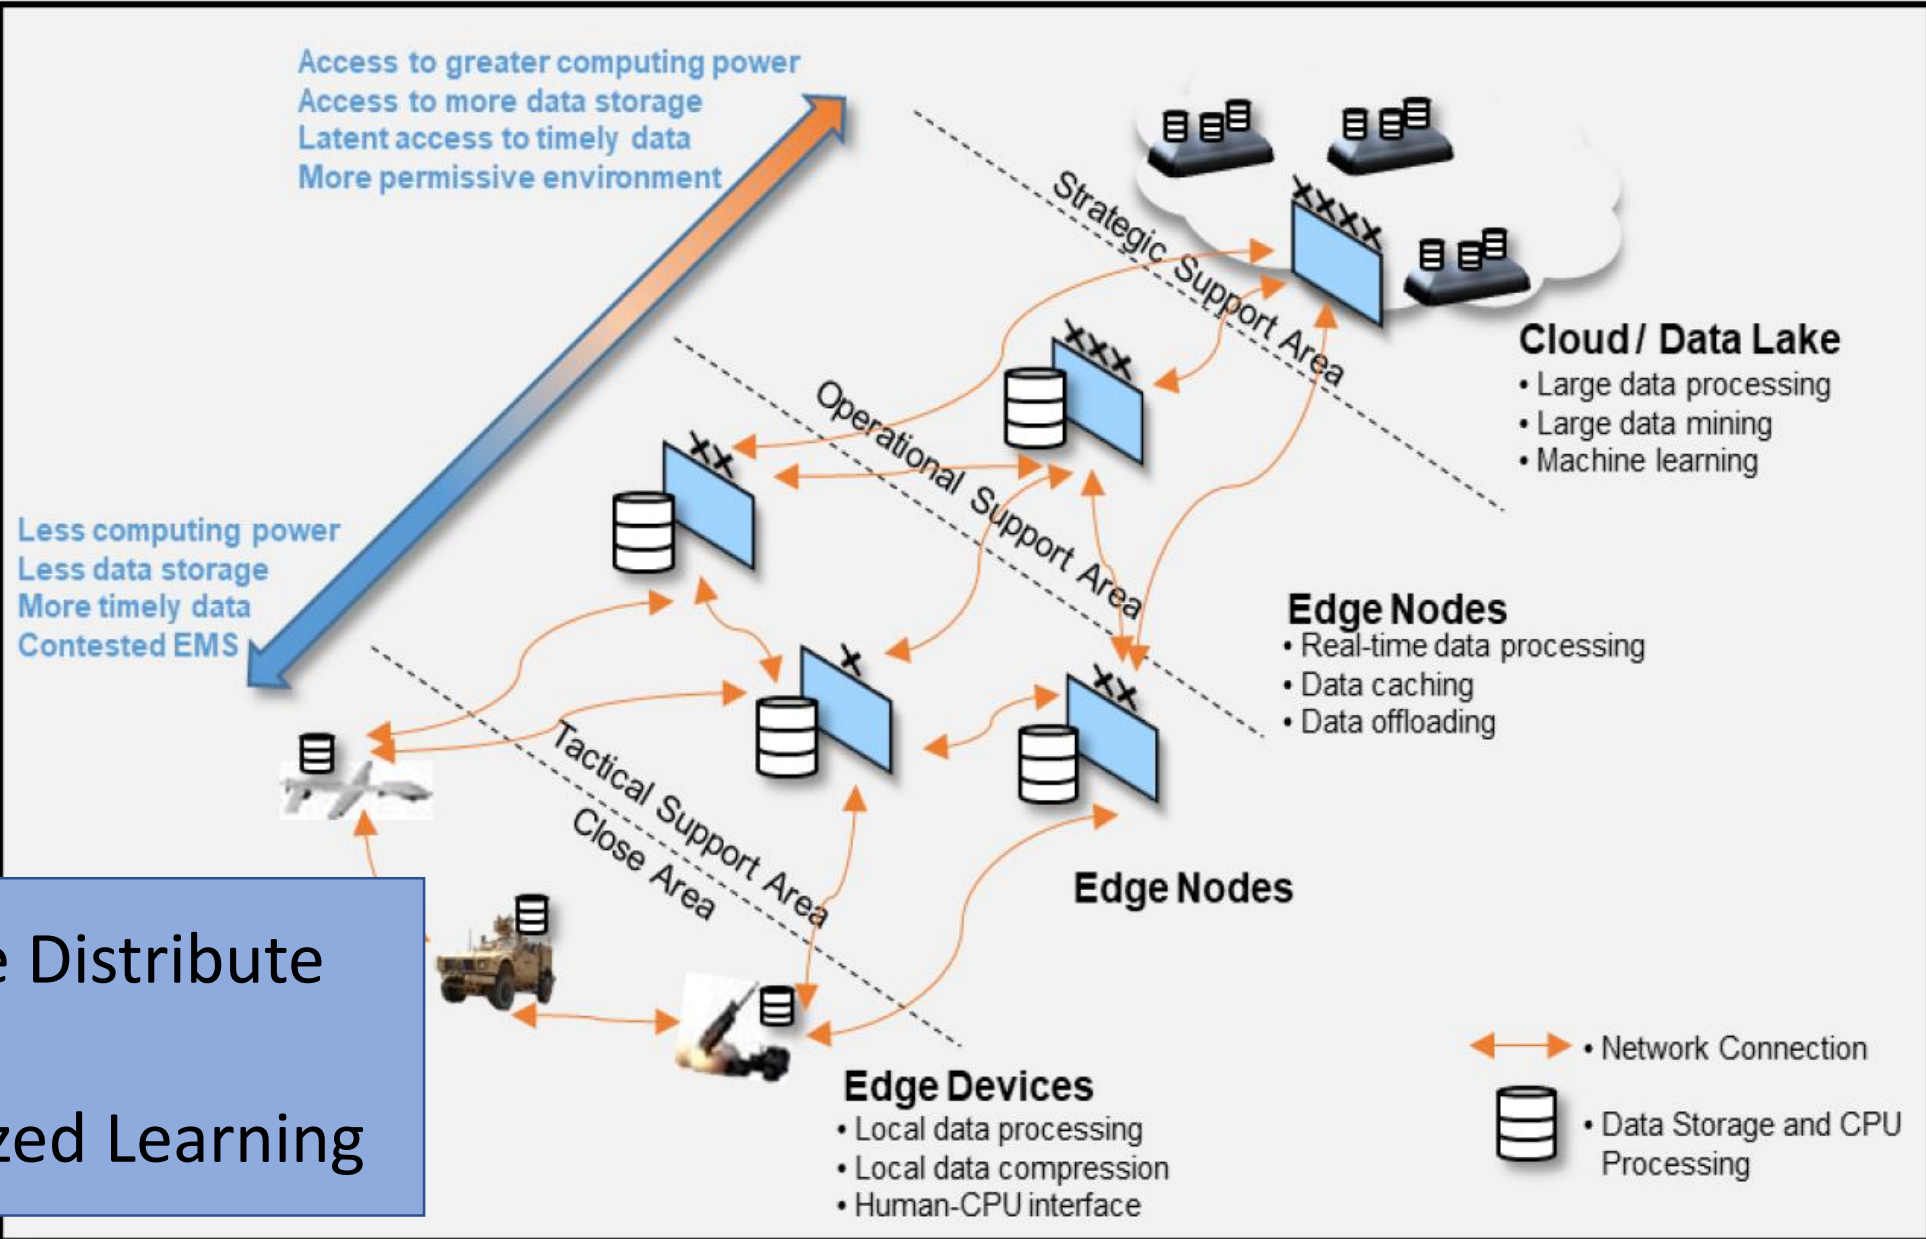 Access to greater computing power
Access to more data storage
Latent access to timely data
More permissive environment
Strategic Support Area
XXXX
Cloud / Data Lake
• Large data processing
• Large data mining
• Machine learning
XXX
Operational Support Area
XX
Less computing power
Less data storage
More timely data
Contested EMS
Edge Nodes
• Real-time data processing
• Data caching
• Data offloading
X
XX
Tactical Support Area
Close Area
Edge Nodes
Distribute
Learning
Edge Devices
• Local data processing
• Local data compression
• Human-CPU interface
• Network Connection
• Data Storage and CPU
Processing